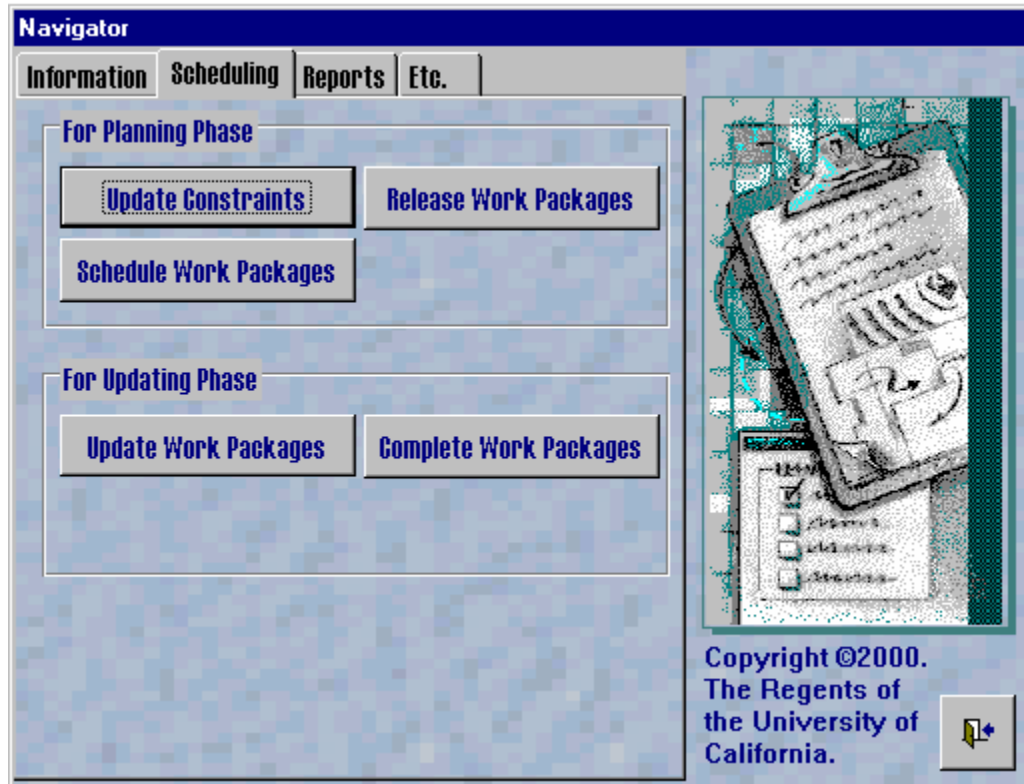 Navigator
Information Scheduling Reports Etc.
For Planning Phase
Update Constraints Release Work Packages
Schedule Work Packages
For Updating Phase
Update Work Packages Complete Work Packages
Copyright ©2000.
The Regents of
the University of
California.